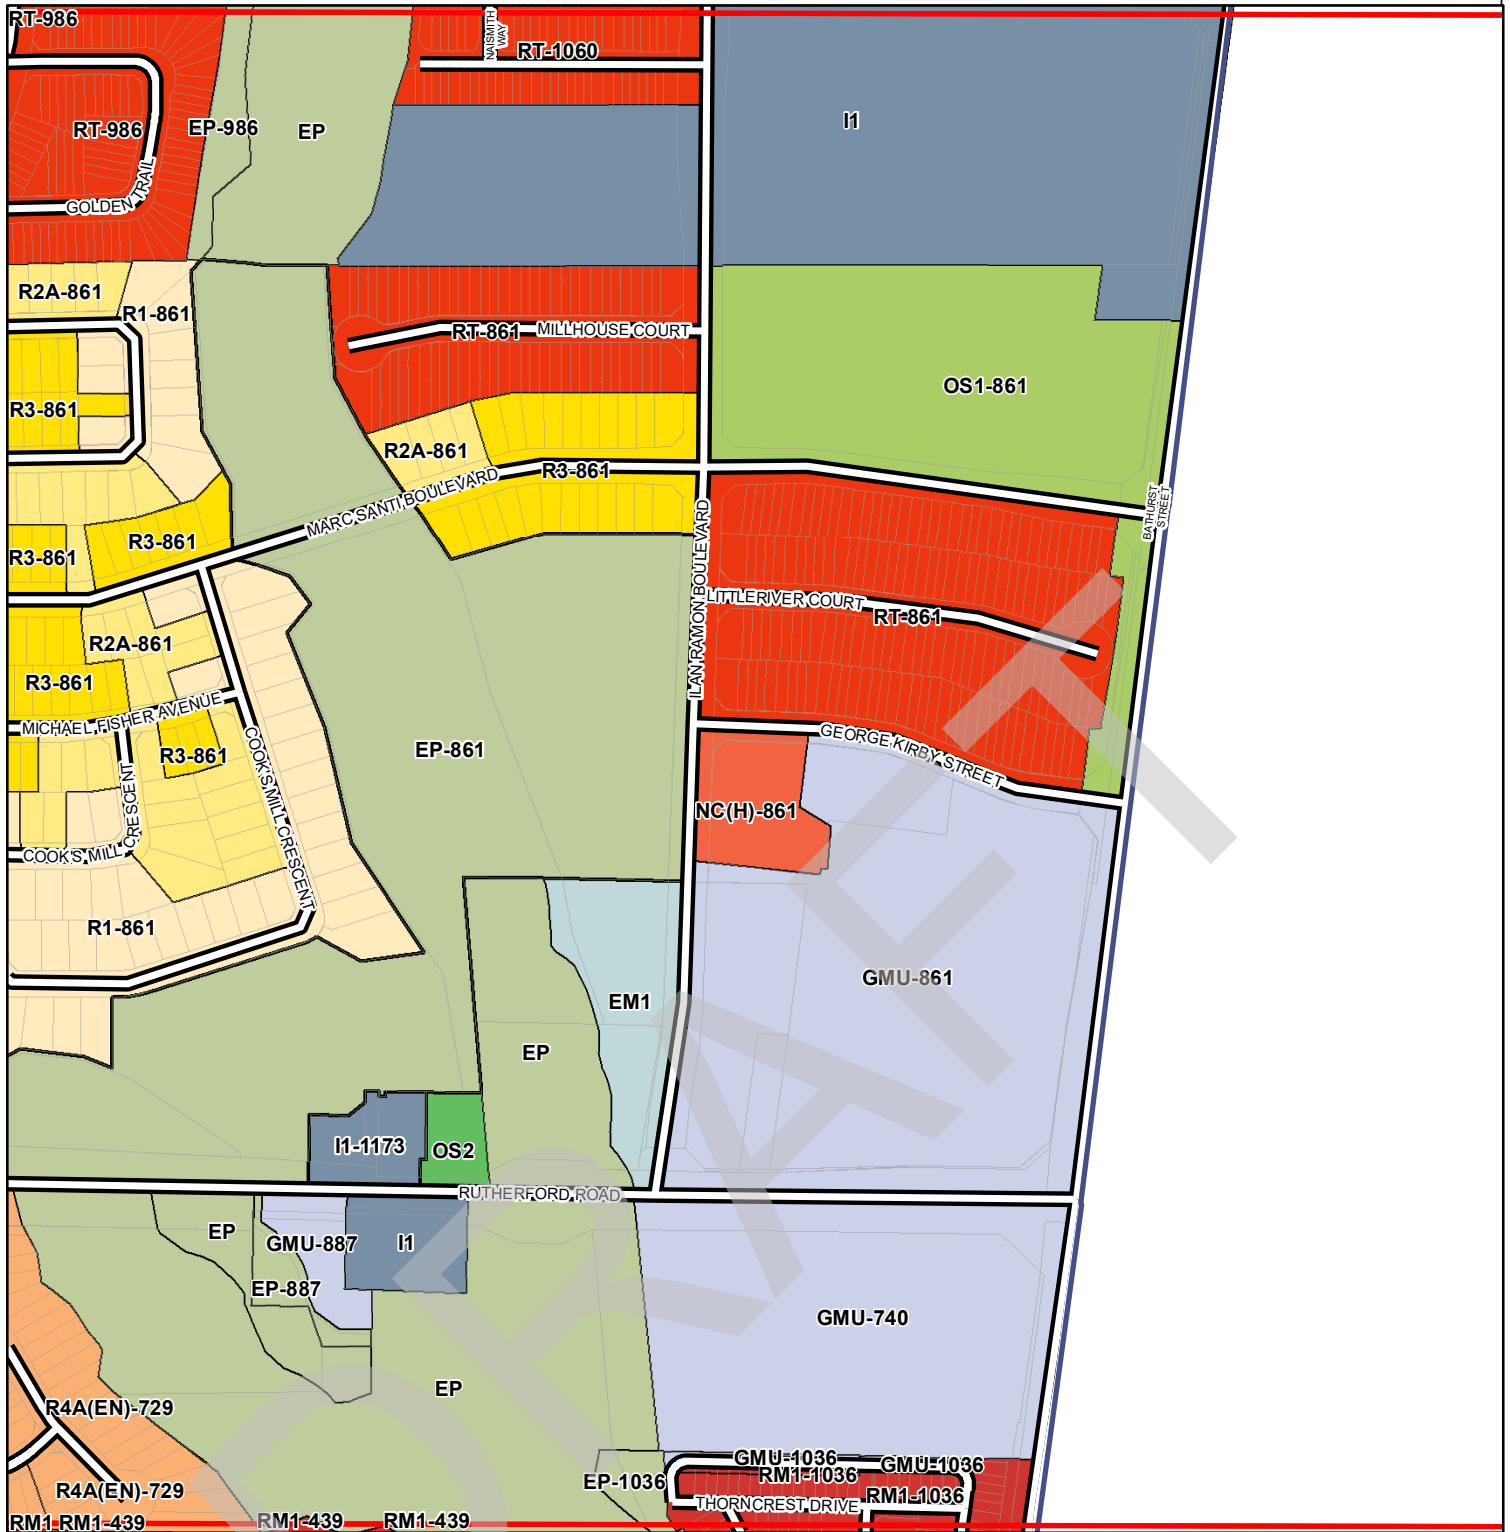 RT-986
NAISMITH
WAY
RT-1060
I1
RT-986
EP-986
EP
GOLDEN TRAIL
R2A-861
R1-861
RT-861
MILLHOUSE COURT
OS1-861
R3-861
R2A-861
R3-861
MARC SANTI BOULEVARD
BATHURST
STREET
R3-861
R3-861
ILAN RAMON BOULEVARD
LITTLERIVER COURT
RT-861
R2A-861
R3-861
MICHAEL FISHER AVENUE
R3-861
COOK'S MILL CRESCENT
EP-861
GEORGE KIRBY STREET
NC(H)-861
COOK'S MILL CRESCENT
R1-861
GMU-861
EM1
EP
I1-1173
OS2
RUTHERFORD ROAD
EP
GMU-887
I1
EP-887
GMU-740
EP
R4A(EN)-729
GMU-1036
GMU-1036
RM1-1036
EP-1036
RM1-1036
R4A(EN)-729
THORNCREST DRIVE
RM1
RM1-439
RM1-439
RM1-439
DRAFT